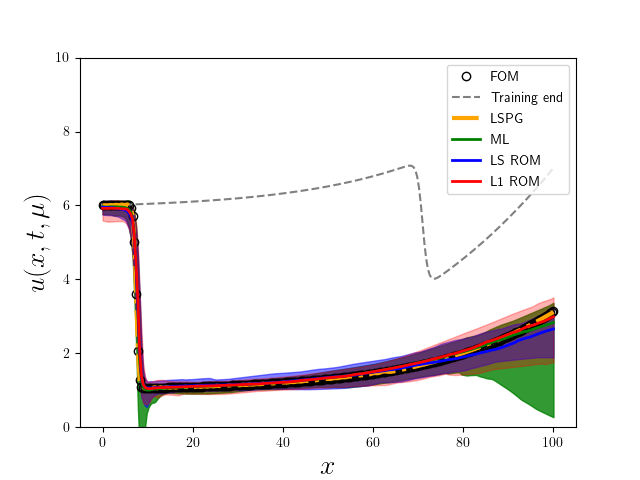 10
8
6
4
2
0
0
20
40
60
80
100
u(x, t, μ)
x
FOM
Training end
LSPG
ML
LS ROM
L1 ROM